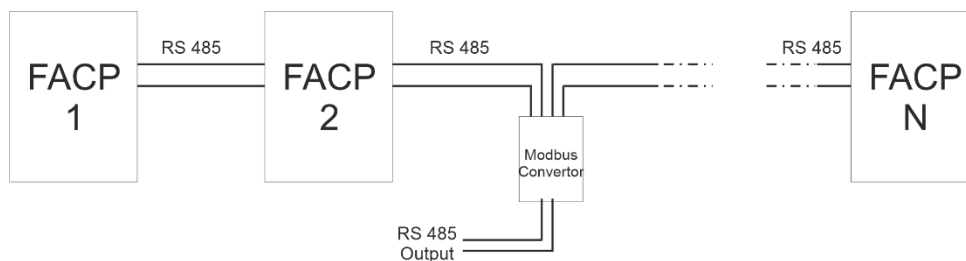 RS 485
RS 485
RS 485
FACP
1
FACP
2
FACP
N
Modbus
Convertor
RS 485
Output